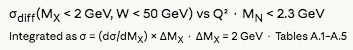 σdiff(Mₓ < 2 GeV, W < 50 GeV) vs Q² · M_N < 2.3 GeV
Integrated as σ = (dσ/dMₓ) × ΔMₓ · ΔMₓ = 2 GeV · Tables A.1–A.5